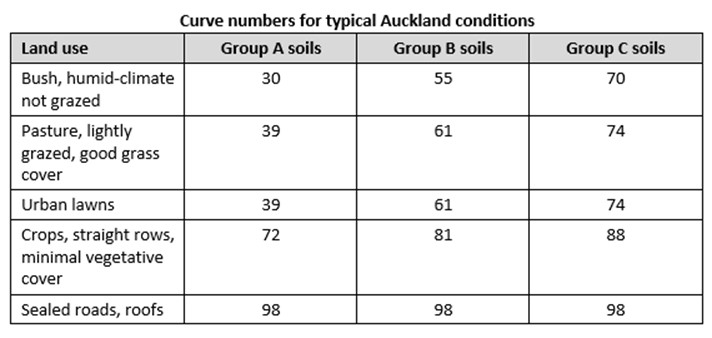 Curve numbers for typical Auckland conditions
Land use Group A soils Group B soils Group C soils
Bush, humid-climate 30 55 70
not grazed
Pasture, lightly 39 61 74
grazed, good grass
cover
Urban lawns 39 61 74
Crops, straight rows, 72 81 88
minimal vegetative
cover
Sealed roads, roofs 98 98 98